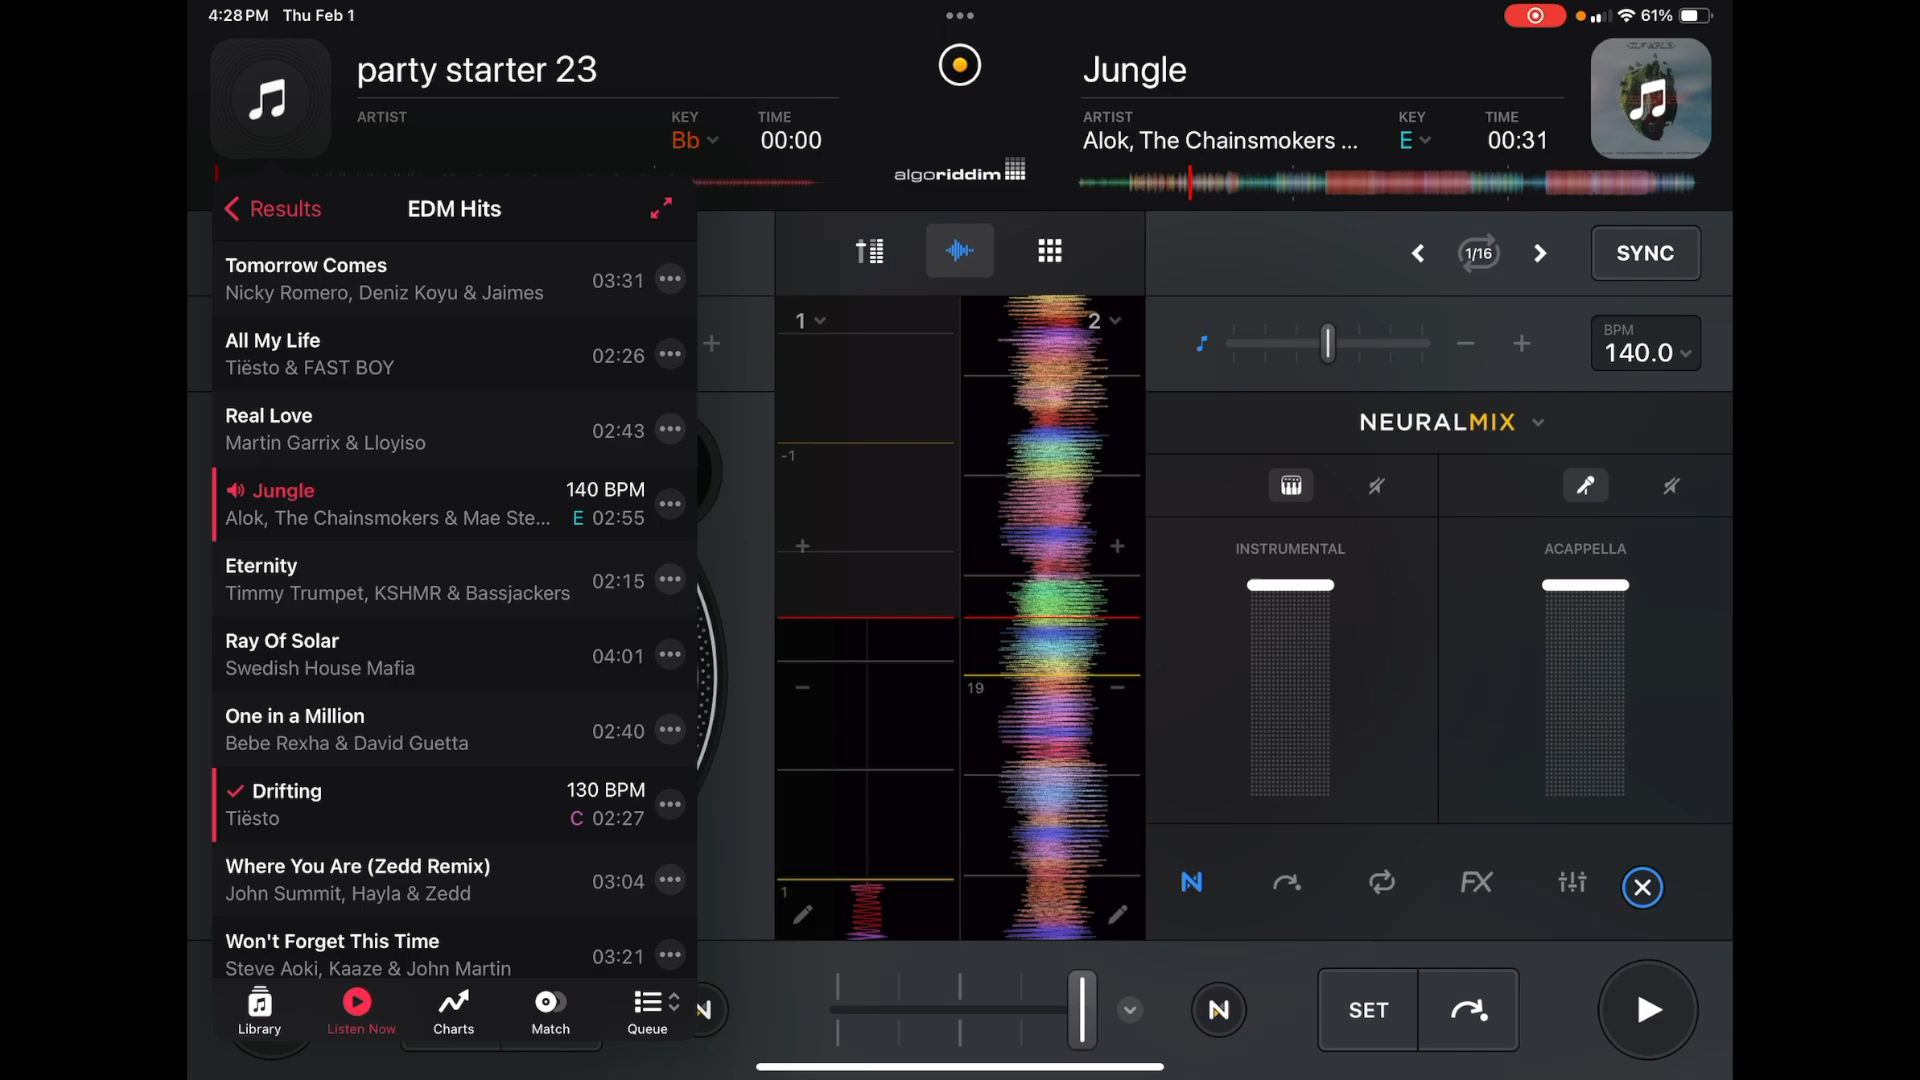 4:28 PM Thu Feb 1
61%
party starter 23
ARTIST
KEY
Bb
TIME
00:00
algoriddim
Jungle
ARTIST
Alok, The Chainsmokers ...
KEY
E
TIME
00:31
Results
EDM Hits
Tomorrow Comes
Nicky Romero, Deniz Koyu & Jaimes
03:31
All My Life
Tiësto & FAST BOY
02:26
Real Love
Martin Garrix & Lloyiso
02:43
Jungle
140 BPM
Alok, The Chainsmokers & Mae Ste...
E 02:55
Eternity
Timmy Trumpet, KSHMR & Bassjackers
02:15
Ray Of Solar
Swedish House Mafia
04:01
One in a Million
Bebe Rexha & David Guetta
02:40
Drifting
130 BPM
Tiësto
C 02:27
Where You Are (Zedd Remix)
John Summit, Hayla & Zedd
03:04
Won't Forget This Time
Steve Aoki, Kaaze & John Martin
03:21
Library
Listen Now
Charts
Match
Queue
1
2
-1
19
1
1/16
SYNC
BPM
140.0
NEURALMIX
INSTRUMENTAL
ACAPPELLA
FX
SET